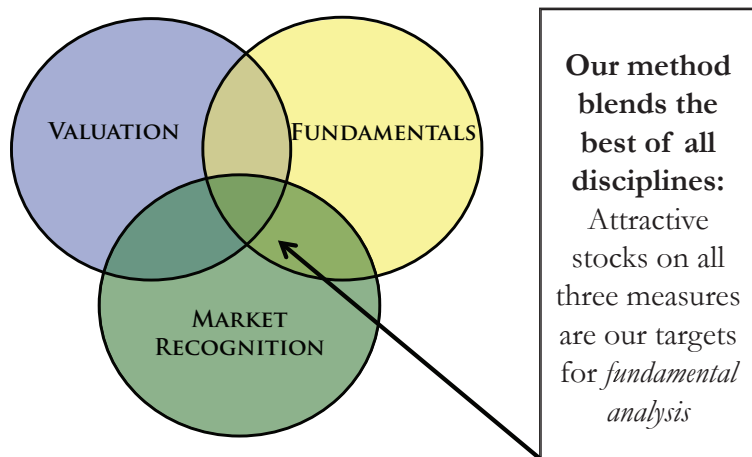 VALUATION
FUNDAMENTALS
MARKET
RECOGNITION
Our method
blends the
best of all
disciplines:
Attractive
stocks on all
three measures
are our targets
for fundamental
analysis